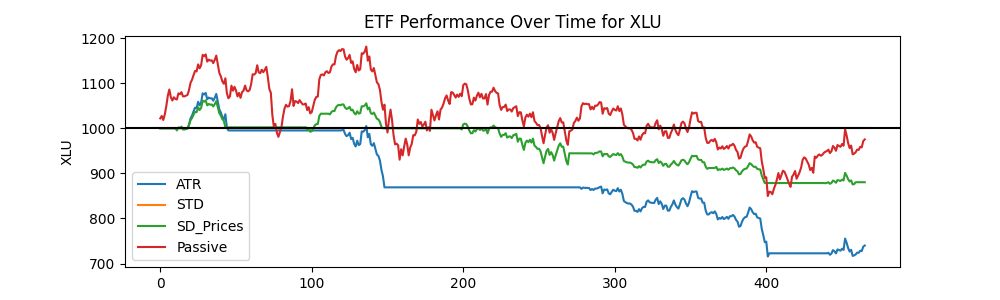 ETF Performance Over Time for XLU
1200
1100
1000
900
800
700
XLU
ATR
STD
SD_Prices
Passive
0
100
200
300
400